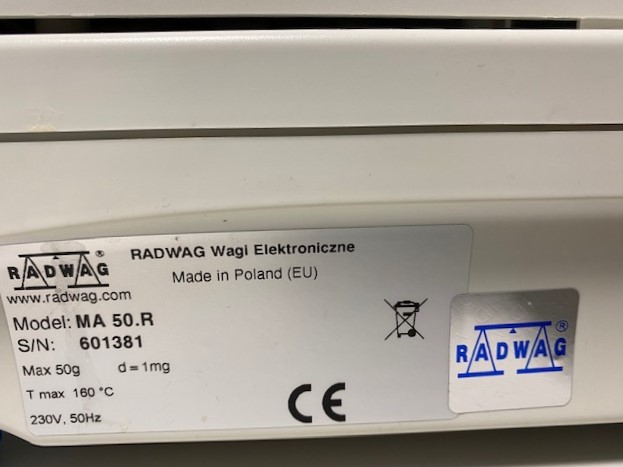 RADWAG®
www.radwag.com
RADWAG Wagi Elektroniczne
Made in Poland (EU)
Model: MA 50.R
S/N: 601381
Max 50g d=1mg
T max 160 °C
230V, 50Hz
CE
RADWAG®